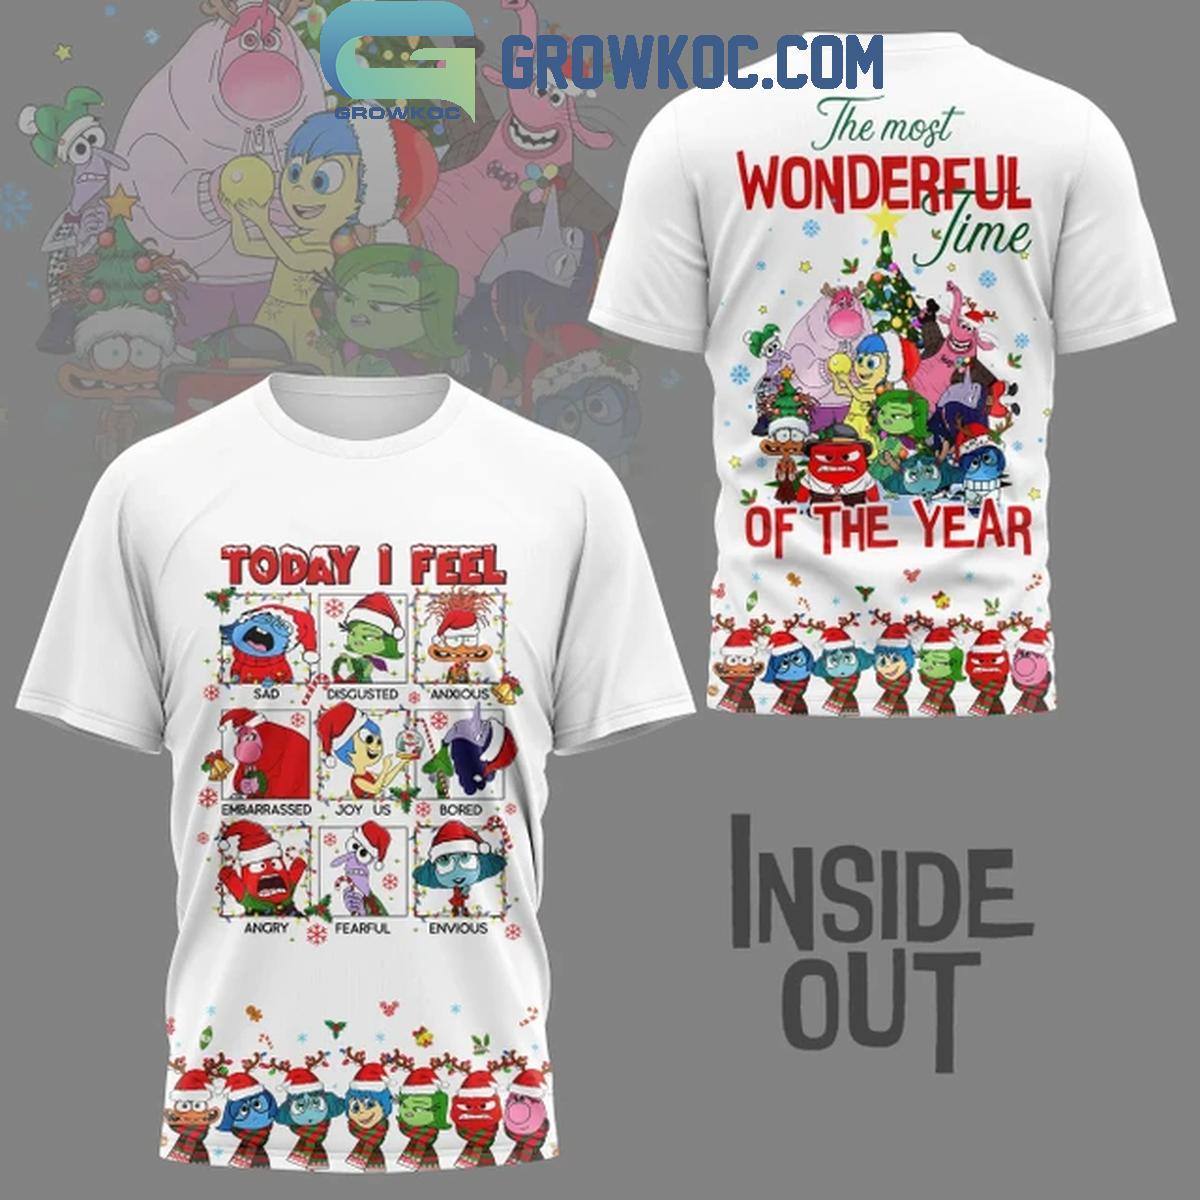 GROWKOC.COM
GROWKOC
The most
WONDERFUL
Time
OF THE YEAR
TODAY I FEEL
SAD DISGUSTED ANXIOUS
EMBARRASSED JOY US BORED
ANGRY FEARFUL ENVIOUS
INSIDE
OUT